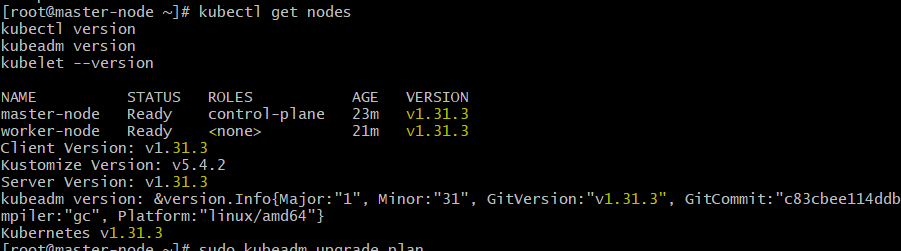 [root@master-node ~]# kubectl get nodes
kubectl version
kubeadm version
kubelet --version
NAME STATUS ROLES AGE VERSION
master-node Ready control-plane 23m v1.31.3
worker-node Ready <none> 21m v1.31.3
Client Version: v1.31.3
Kustomize Version: v5.4.2
Server Version: v1.31.3
kubeadm version: &version.Info{Major:"1", Minor:"31", GitVersion:"v1.31.3", GitCommit:"c83cbee114ddb
mpiler:"gc", Platform:"linux/amd64"}
Kubernetes v1.31.3
[root@master-node ~]# sudo kubeadm upgrade plan